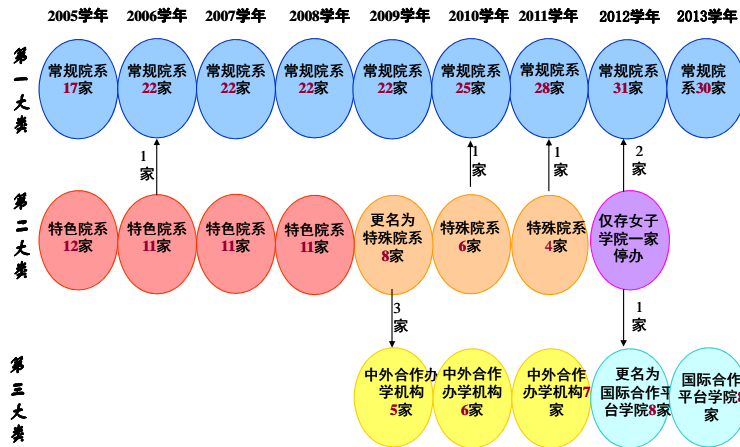 2005学年 2006学年 2007学年 2008学年 2009学年 2010学年 2011学年 2012学年 2013学年
第一大类
常规院系
17家
常规院系
22家
常规院系
22家
常规院系
22家
常规院系
22家
常规院系
25家
常规院系
28家
常规院系
31家
常规院
系30家
1
家
1
家
1
家
2
家
第二大类
特色院系
12家
特色院系
11家
特色院系
11家
特色院系
11家
更名为
特殊院系
8家
特殊院系
6家
特殊院系
4家
仅存女子
学院一家
停办
3
家
1
家
第三大类
中外合作办
学机构
5家
中外合作
办学机构
6家
中外合作
办学机构7
家
更名为
国际合作平
台学院8家
国际合作
平台学院8
家